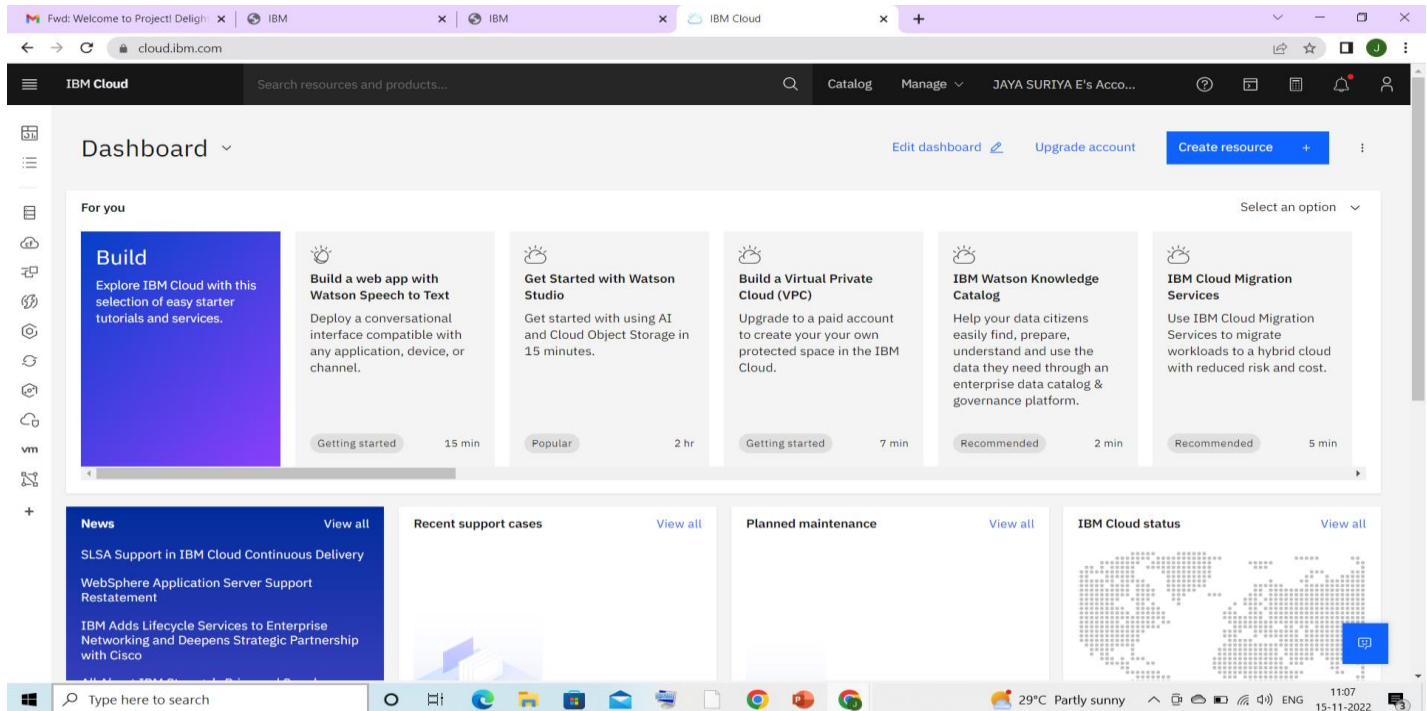 Fwd: Welcome to Project! Deligh
IBM
IBM
IBM Cloud
cloud.ibm.com
J
IBM Cloud
Search resources and products...
Catalog
Manage
JAYA SURIYA E's Acco...
Dashboard
Edit dashboard
Upgrade account
Create resource +
For you
Select an option
Build
Explore IBM Cloud with this
selection of easy starter
tutorials and services.
Build a web app with
Watson Speech to Text
Deploy a conversational
interface compatible with
any application, device, or
channel.
Getting started
15 min
Get Started with Watson
Studio
Get started with using AI
and Cloud Object Storage in
15 minutes.
Popular
2 hr
Build a Virtual Private
Cloud (VPC)
Upgrade to a paid account
to create your your own
protected space in the IBM
Cloud.
Getting started
7 min
IBM Watson Knowledge
Catalog
Help your data citizens
easily find, prepare,
understand and use the
data they need through an
enterprise data catalog &
governance platform.
Recommended
2 min
IBM Cloud Migration
Services
Use IBM Cloud Migration
Services to migrate
workloads to a hybrid cloud
with reduced risk and cost.
Recommended
5 min
vm
News
View all
SLSA Support in IBM Cloud Continuous Delivery
WebSphere Application Server Support
Restatement
IBM Adds Lifecycle Services to Enterprise
Networking and Deepens Strategic Partnership
with Cisco
Recent support cases
View all
Planned maintenance
View all
IBM Cloud status
View all
Type here to search
29°C Partly sunny
ENG
11:07
15-11-2022
3